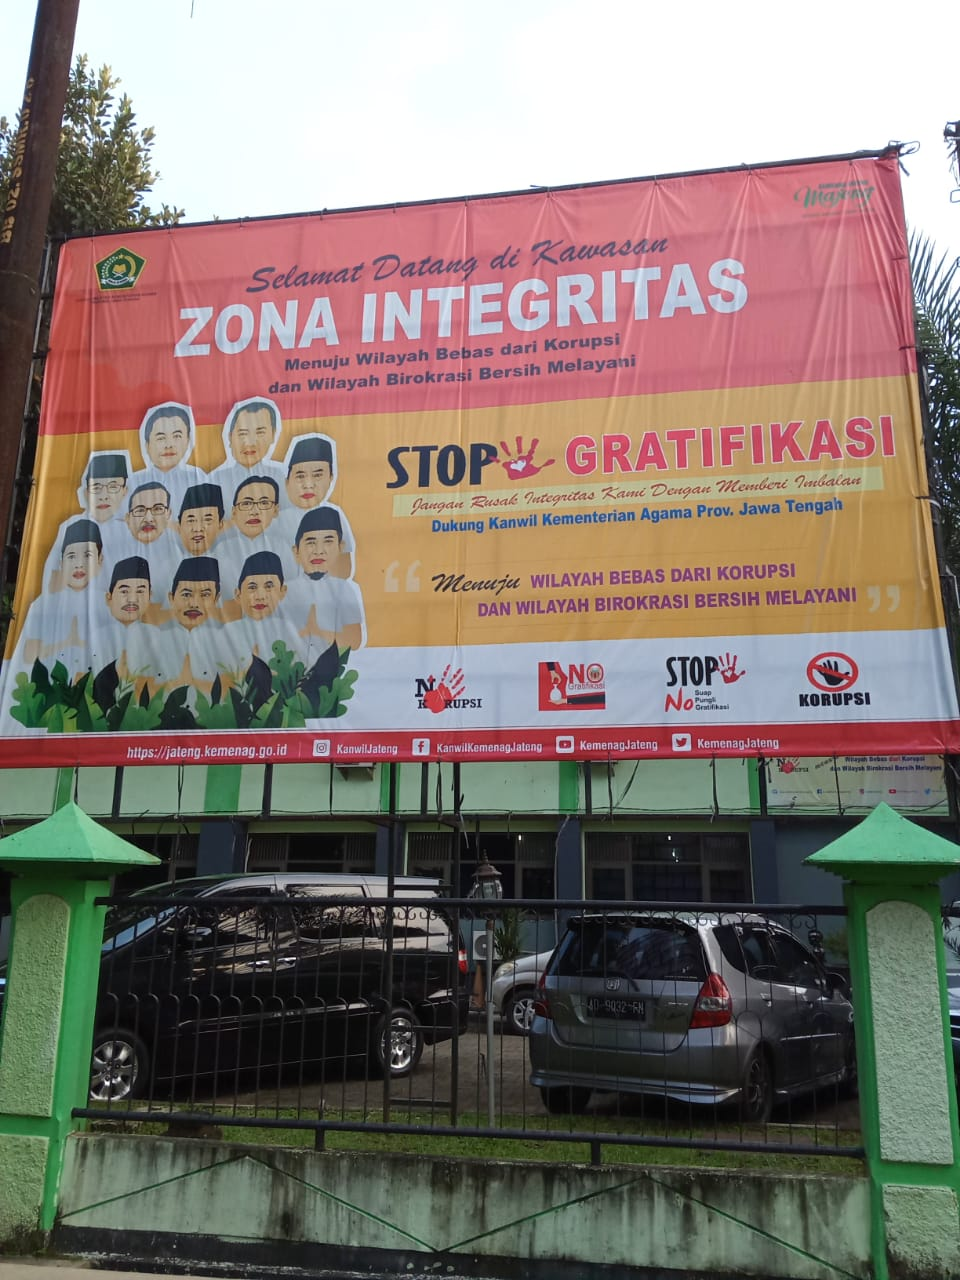 Selamat Datang di Kawasan
ZONA INTEGRITAS
Menuju Wilayah Bebas dari Korupsi
dan Wilayah Birokrasi Bersih Melayani
STOP GRATIFIKASI
Jangan Rusak Integritas Kami Dengan Memberi Imbalan
Dukung Kanwil Kementerian Agama Prov. Jawa Tengah
“ Menuju WILAYAH BEBAS DARI KORUPSI
DAN WILAYAH BIROKRASI BERSIH MELAYANI ”
NO KORUPSI
NO Gratifikasi
STOP
No Suap
Pungli
Gratifikasi
KORUPSI
https://jateng.kemenag.go.id | KanwilJateng KanwilKemenagJateng KemenagJateng KemenagJateng
Wilayah Bebas dari Korupsi
dan Wilayah Birokrasi Bersih Melayani
AD 9032